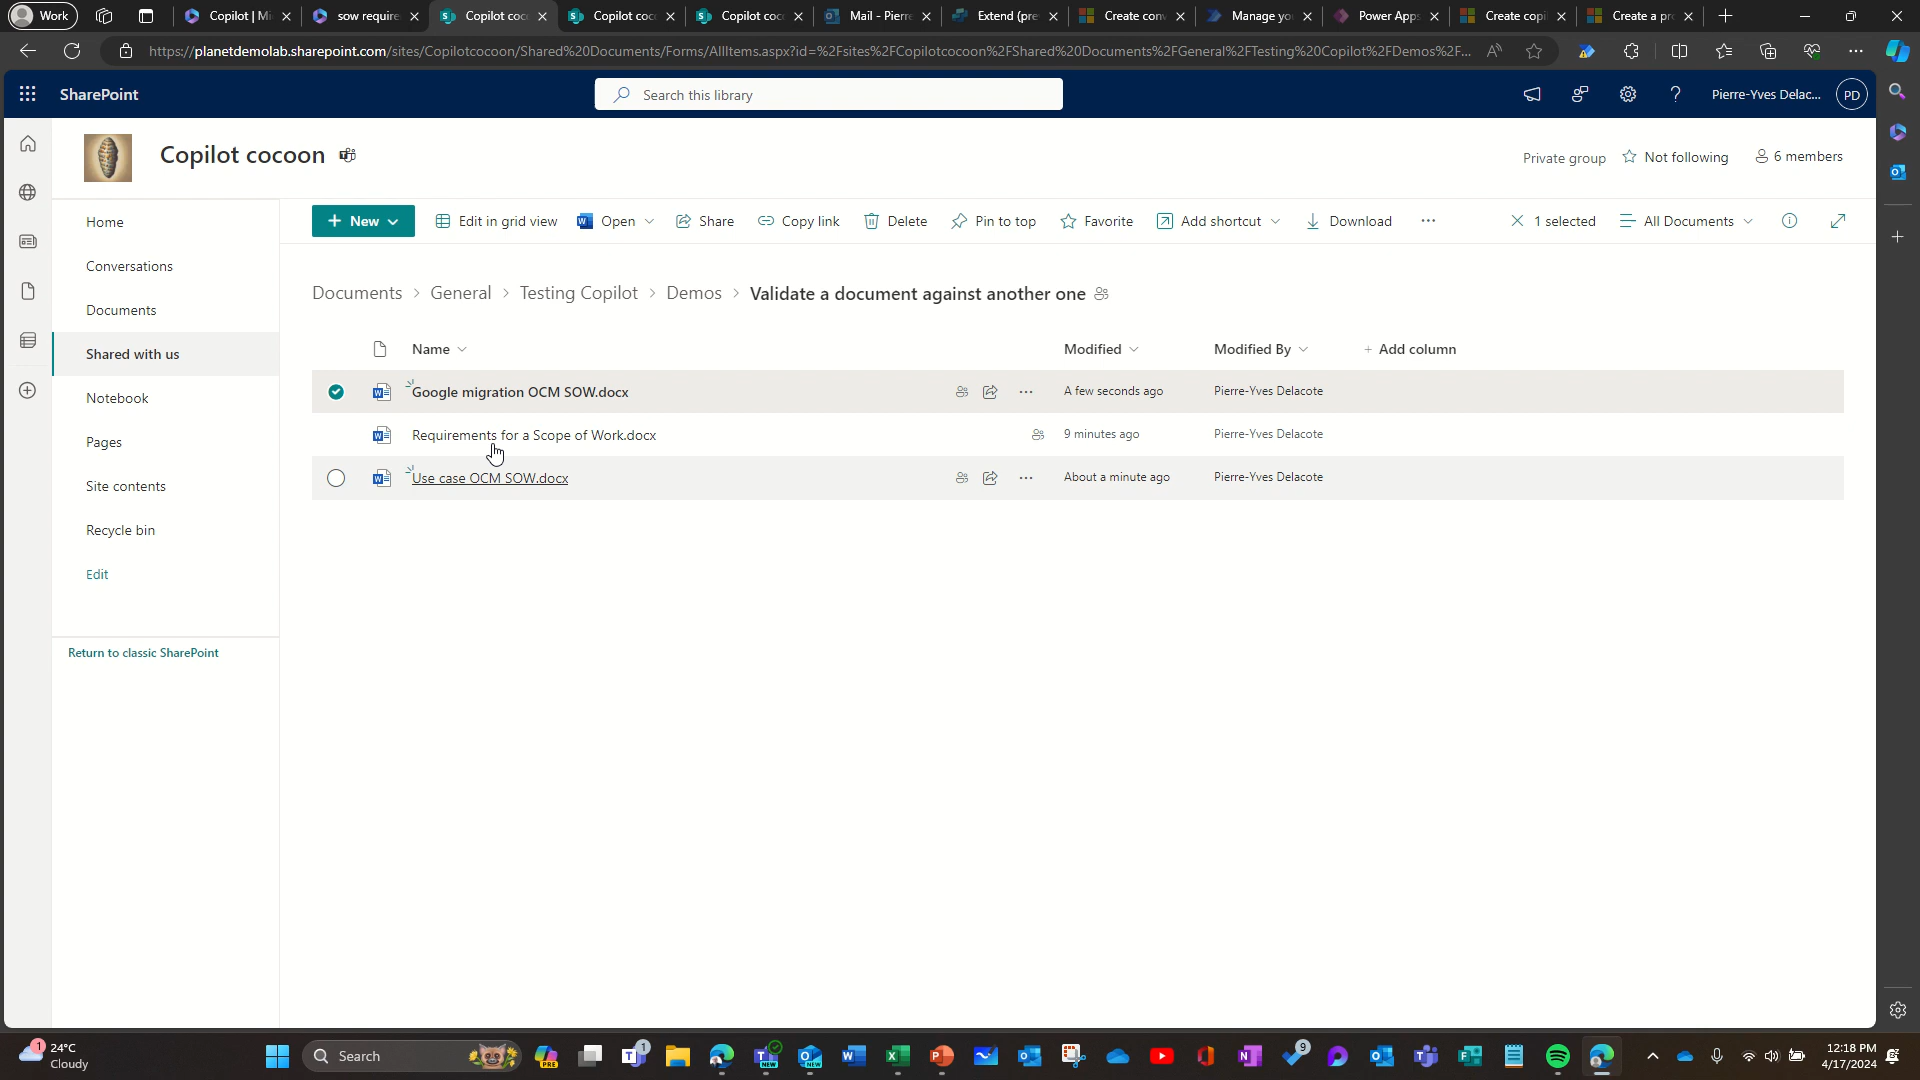 Work
Copilot | Mi
sow require
Copilot coc
Copilot coc
Copilot coc
Mail - Pierre
Extend (pre
Create conv
Manage you
Power Apps
Create copil
Create a pr
https://planetdemolab.sharepoint.com/sites/Copilotcocoon/Shared%20Documents/Forms/AllItems.aspx?id=%2Fsites%2FCopilotcocoon%2FShared%20Documents%2FGeneral%2FTesting%20Copilot%2FDemos%2F...
SharePoint
Search this library
Pierre-Yves Delac...
PD
Copilot cocoon
Private group
Not following
6 members
Home
Conversations
Documents
Shared with us
Notebook
Pages
Site contents
Recycle bin
Edit
Return to classic SharePoint
+ New
Edit in grid view
Open
Share
Copy link
Delete
Pin to top
Favorite
Add shortcut
Download
...
1 selected
All Documents
Documents > General > Testing Copilot > Demos > Validate a document against another one
Name
Modified
Modified By
+ Add column
Google migration OCM SOW.docx
A few seconds ago
Pierre-Yves Delacote
Requirements for a Scope of Work.docx
9 minutes ago
Pierre-Yves Delacote
Use case OCM SOW.docx
About a minute ago
Pierre-Yves Delacote
1
24°C
Cloudy
Search
PRE
1
NEW
NEW
9
12:18 PM
4/17/2024